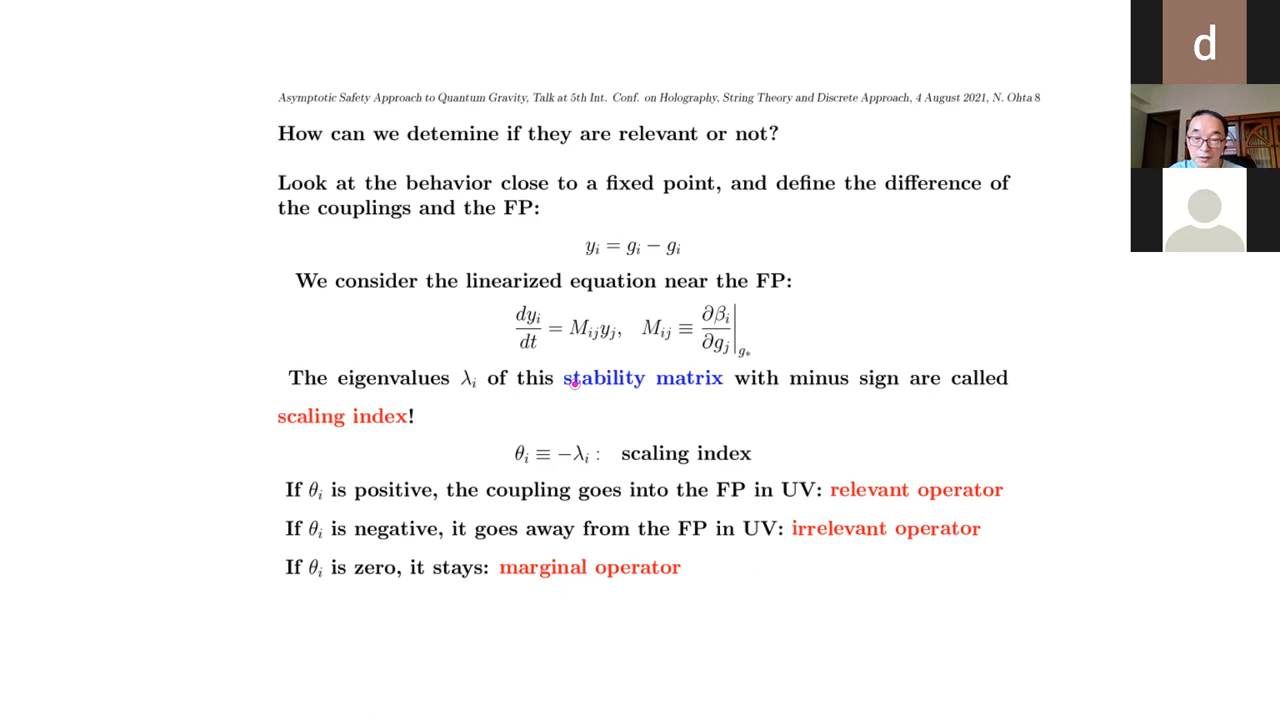 Asymptotic Safety Approach to Quantum Gravity, Talk at 5th Int. Conf. on Holography, String Theory and Discrete Approach, 4 August 2021, N. Ohta 8
How can we detemine if they are relevant or not?
Look at the behavior close to a fixed point, and define the difference of
the couplings and the FP:
yᵢ = gᵢ − gᵢ
We consider the linearized equation near the FP:
dyᵢ/dt = Mᵢⱼyⱼ, Mᵢⱼ ≡ ∂βᵢ/∂gⱼ|g*
The eigenvalues λᵢ of this stability matrix with minus sign are called
scaling index!
θᵢ ≡ −λᵢ : scaling index
If θᵢ is positive, the coupling goes into the FP in UV: relevant operator
If θᵢ is negative, it goes away from the FP in UV: irrelevant operator
If θᵢ is zero, it stays: marginal operator
d